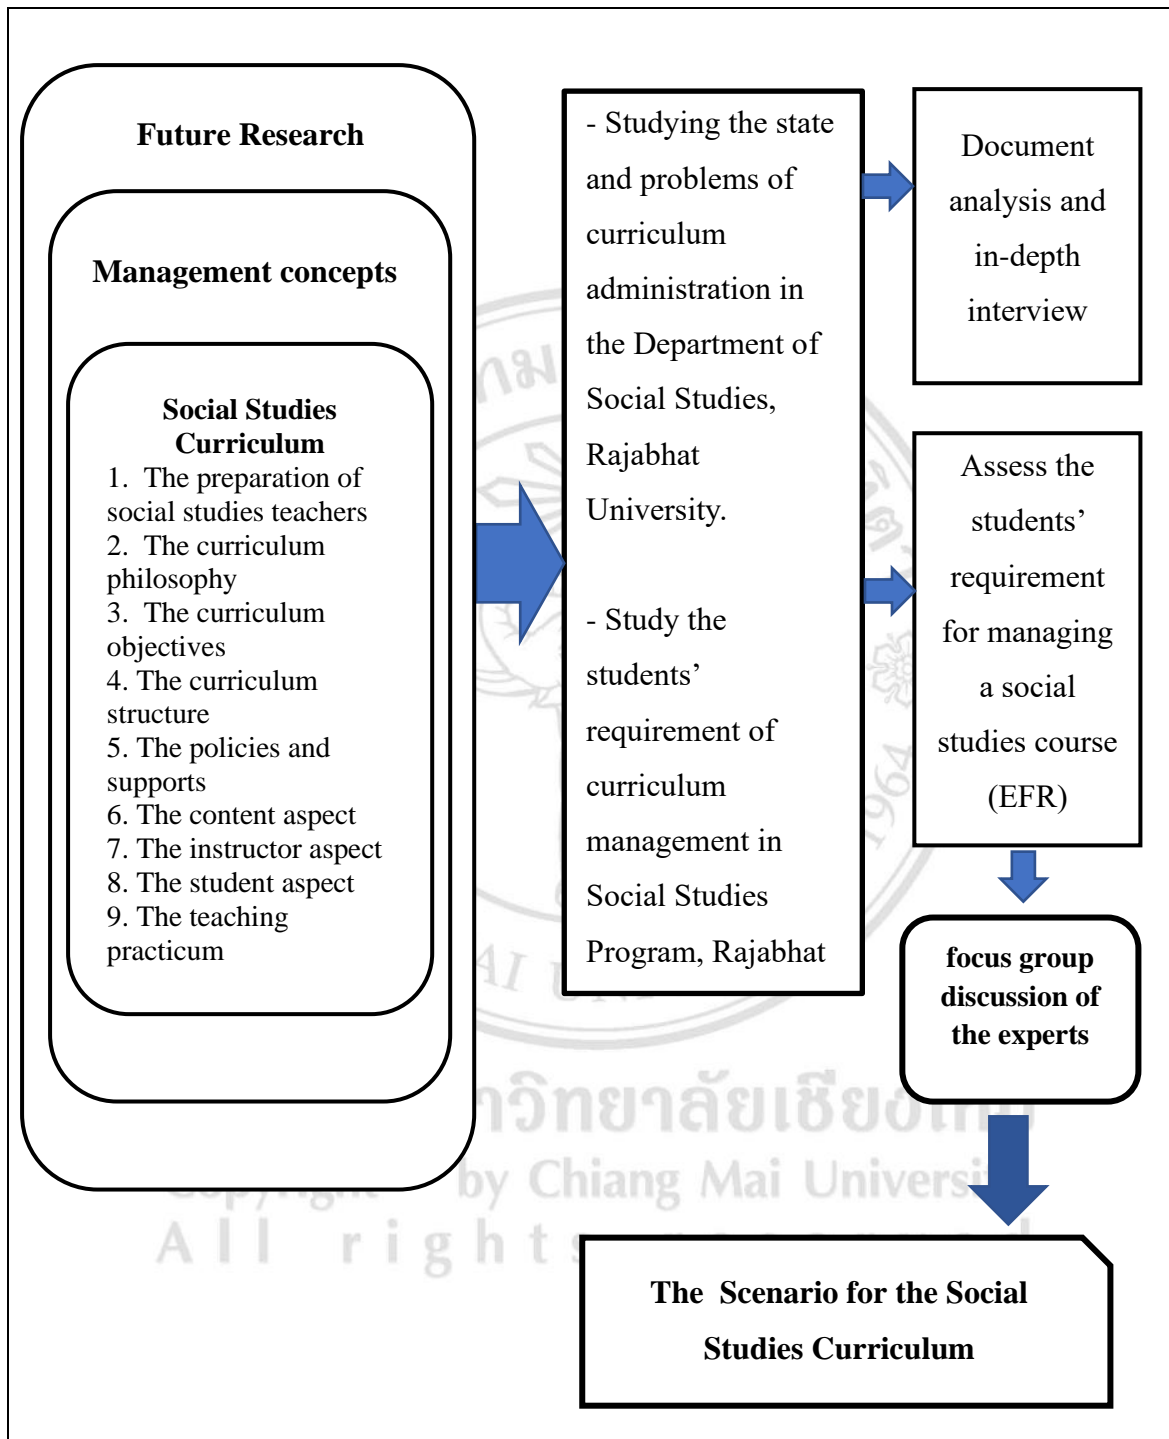 Future Research
Management concepts
Social Studies
Curriculum
1. The preparation of
social studies teachers
2. The curriculum
philosophy
3. The curriculum
objectives
4. The curriculum
structure
5. The policies and
supports
6. The content aspect
7. The instructor aspect
8. The student aspect
9. The teaching
practicum
- Studying the state
and problems of
curriculum
administration in
the Department of
Social Studies,
Rajabhat
University.
- Study the
students’
requirement of
curriculum
management in
Social Studies
Program, Rajabhat
Document
analysis and
in-depth
interview
Assess the
students’
requirement
for managing
a social
studies course
(EFR)
focus group
discussion of
the experts
The Scenario for the Social
Studies Curriculum
1964
by Chiang Mai
All rights